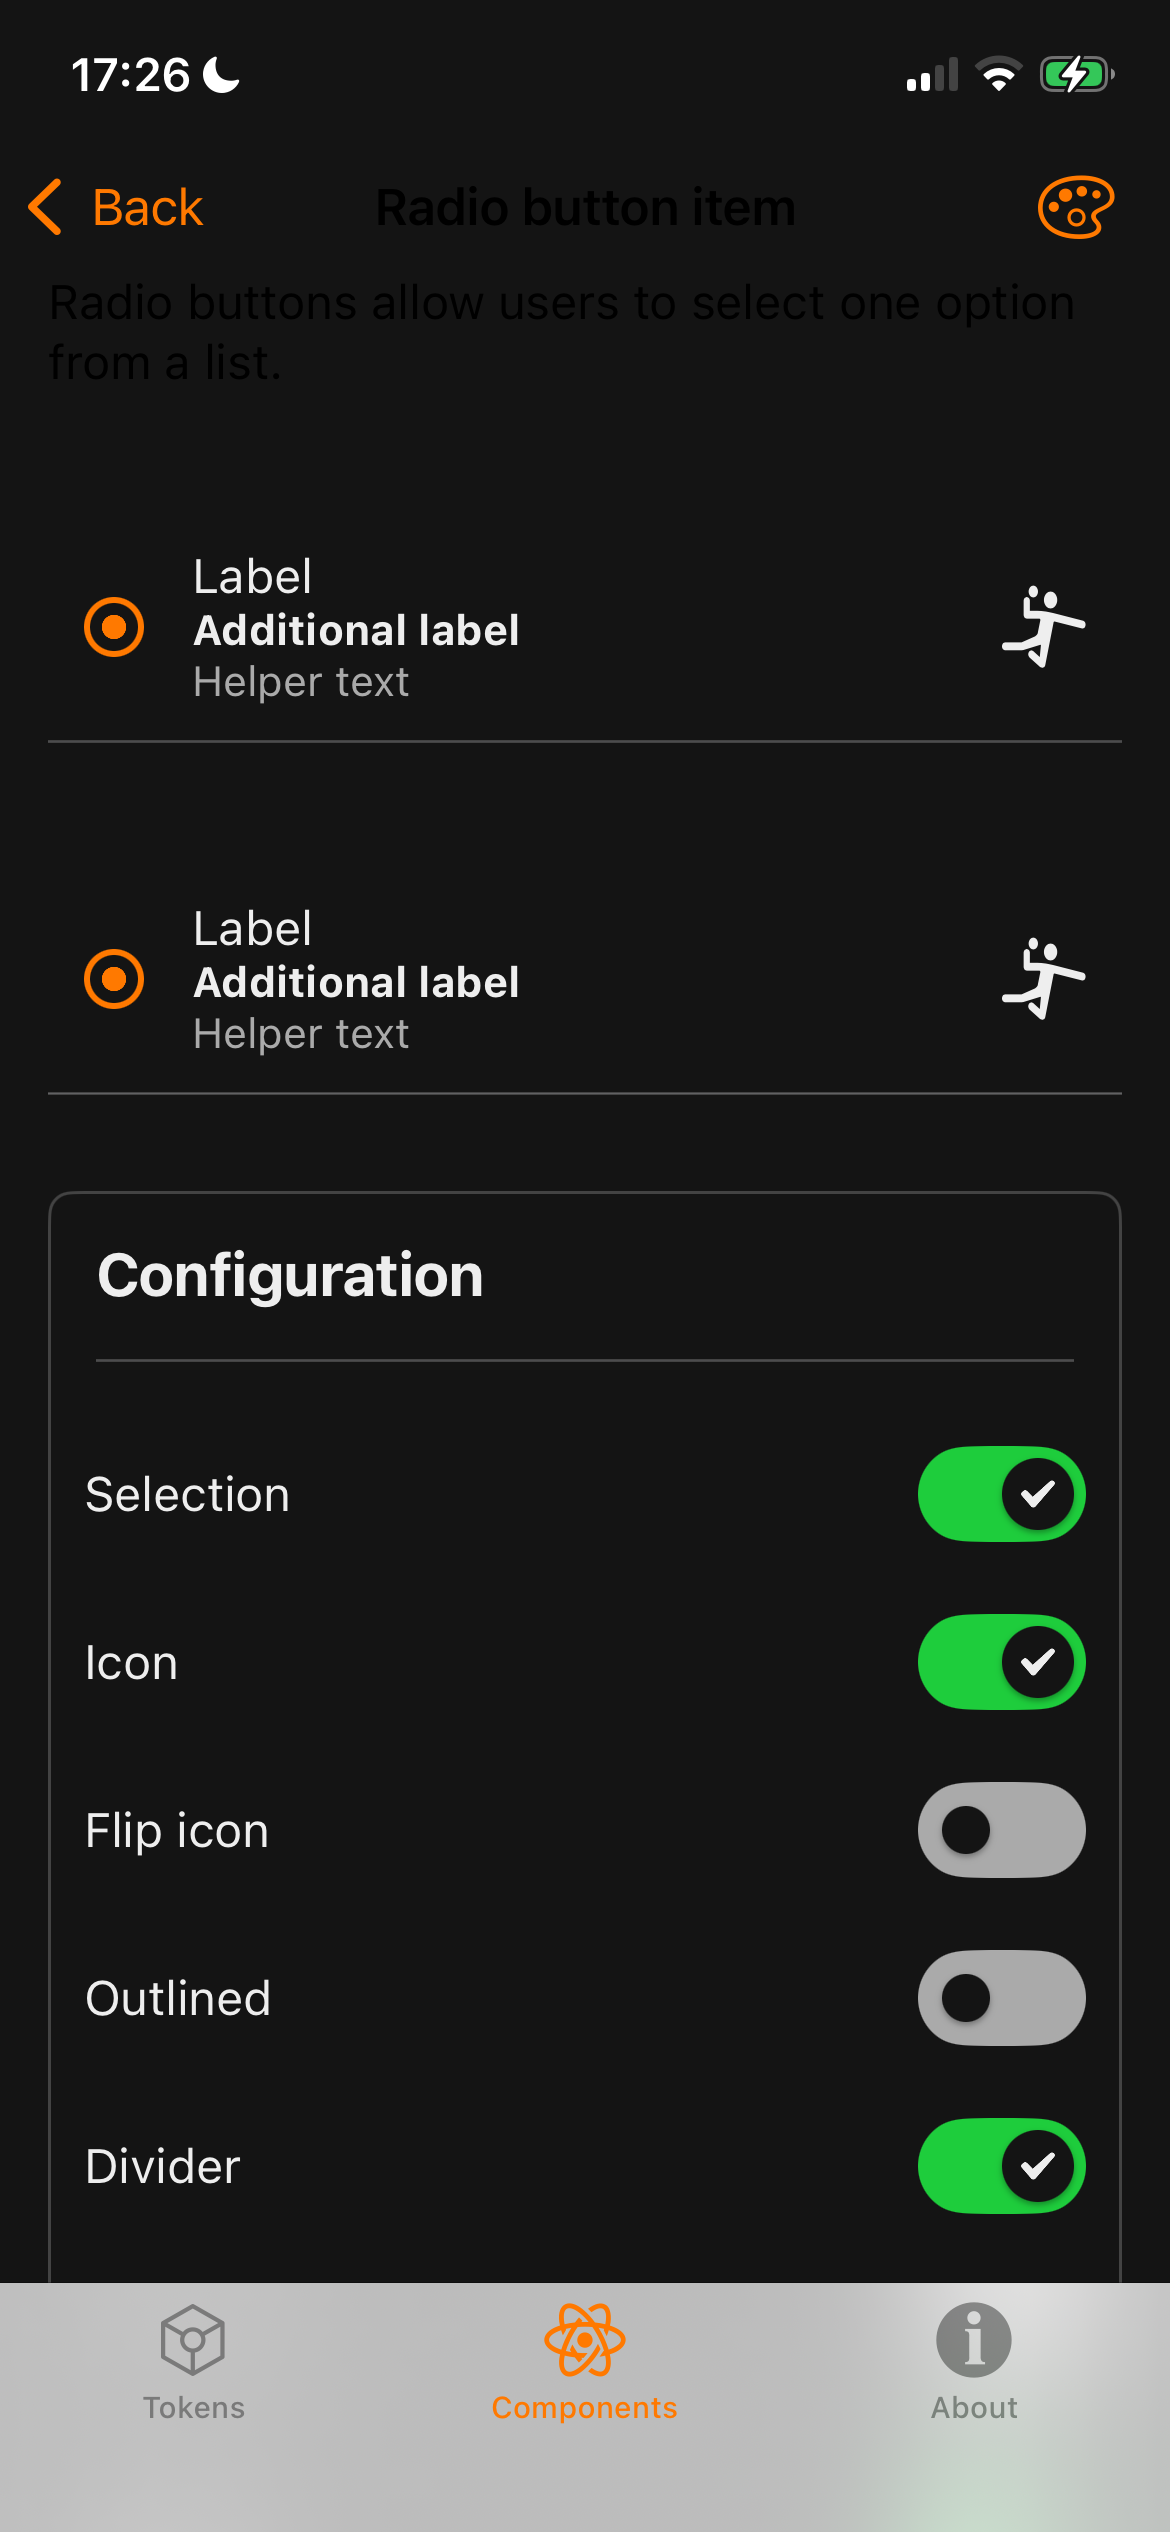 17:26
Back
Radio button item
Radio buttons allow users to select one option
from a list.
Label
Additional label
Helper text
Label
Additional label
Helper text
Configuration
Selection
Icon
Flip icon
Outlined
Divider
Tokens
Components
About